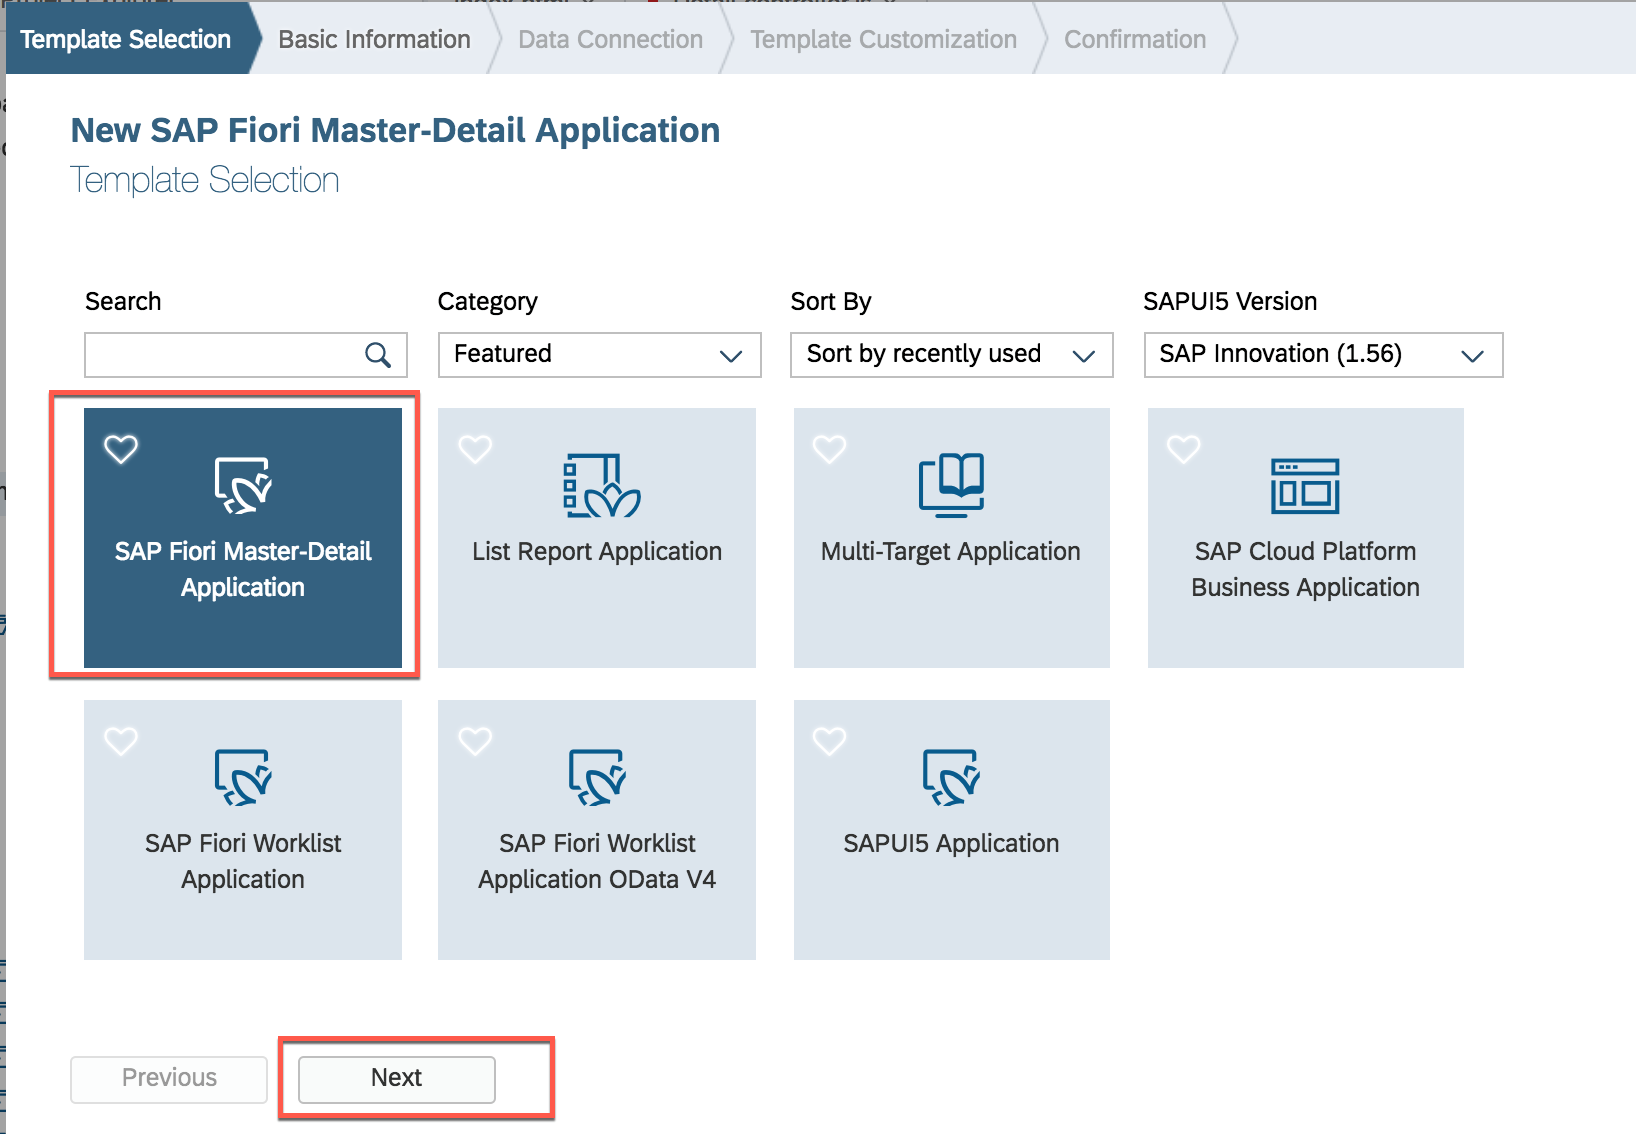 Template Selection
Basic Information
Data Connection
Template Customization
Confirmation
New SAP Fiori Master-Detail Application
Template Selection
Search
Category
Sort By
SAPUI5 Version
Featured
Sort by recently used
SAP Innovation (1.56)
SAP Fiori Master-Detail
Application
List Report Application
Multi-Target Application
SAP Cloud Platform
Business Application
SAP Fiori Worklist
Application
SAP Fiori Worklist
Application OData V4
SAPUI5 Application
Previous
Next